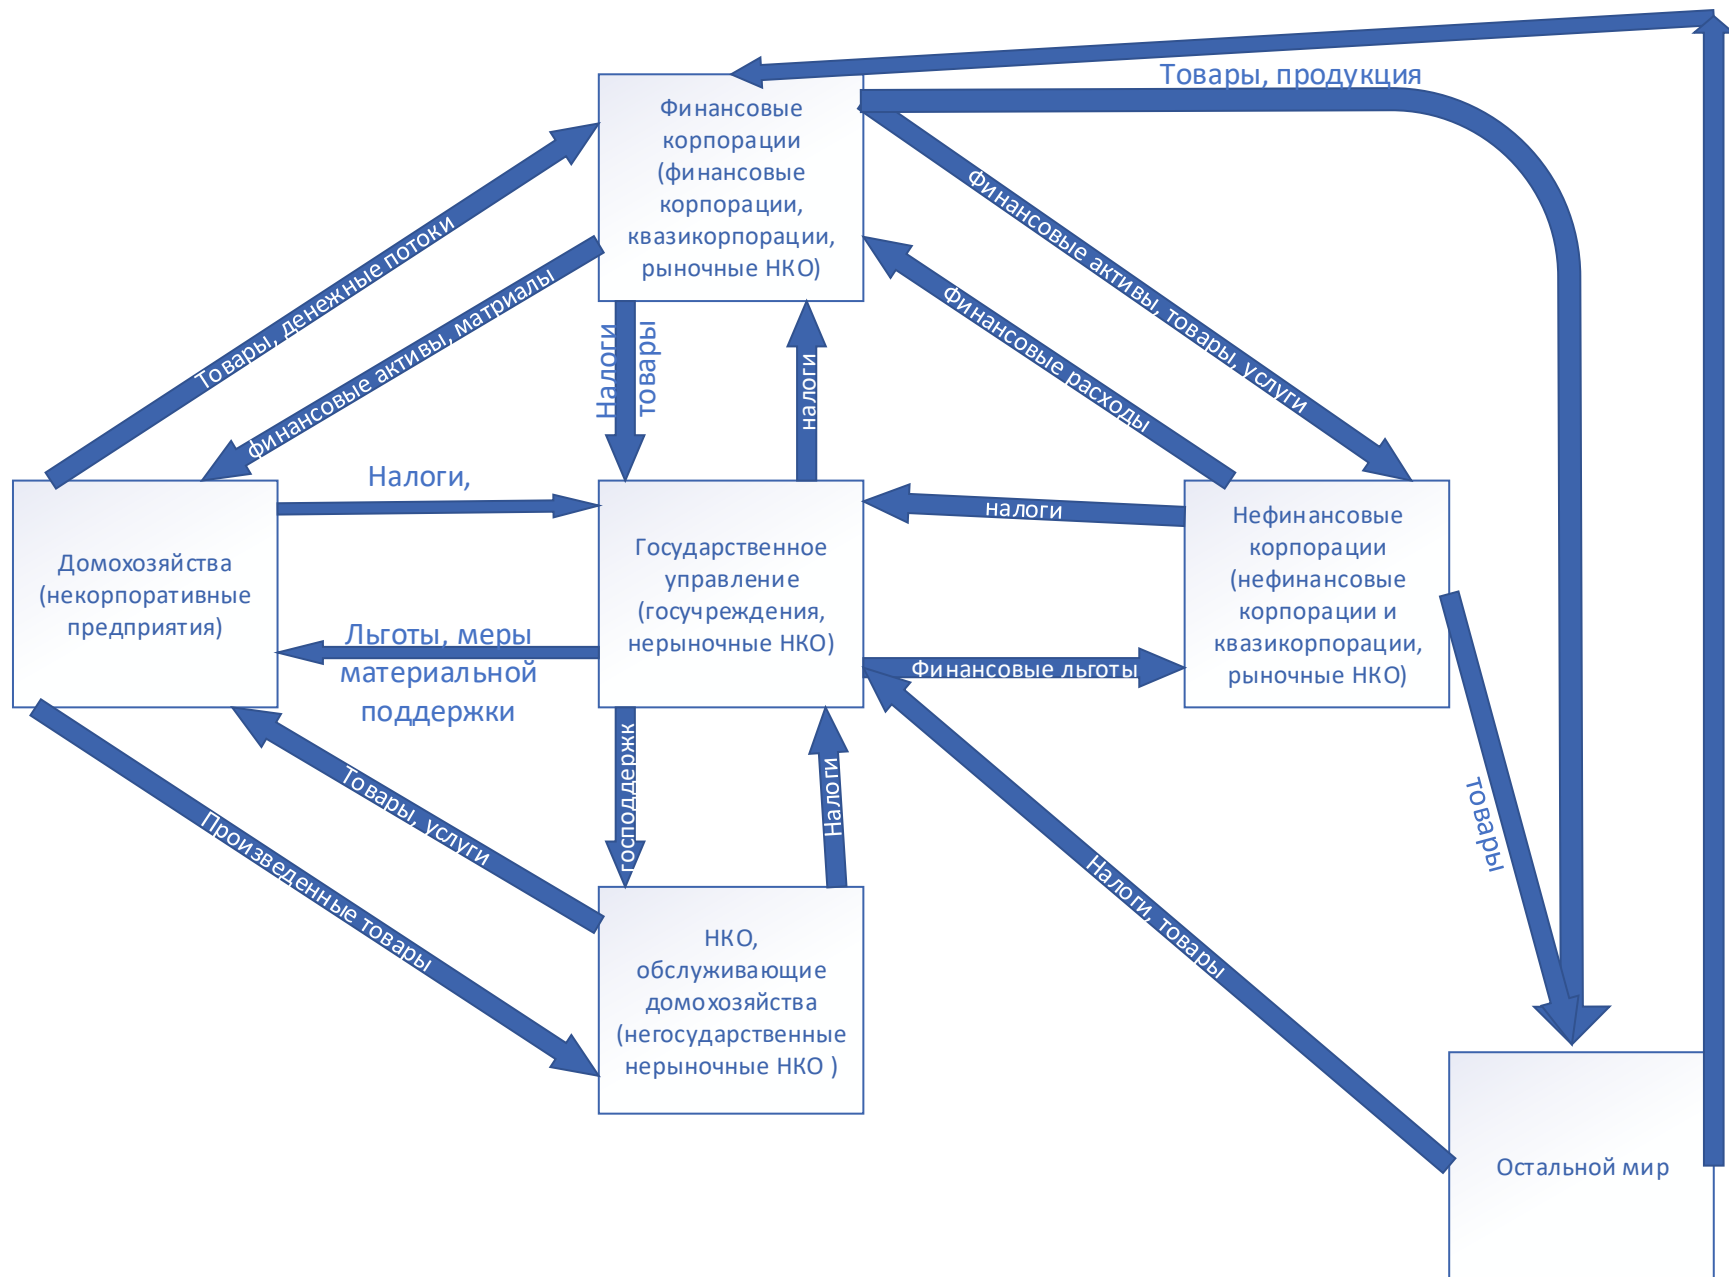 Товары, продукция
Финансовые
корпорации
(финансовые
корпорации,
квазикорпорации,
рыночные НКО)
Товары, денежные потоки
финансовые активы, матриалы
Финансовые активы, товары, услуги
Финансовые расходы
Налоги
товары
налоги
Налоги,
налоги
Домохозяйства
(некорпоративные
предприятия)
Государственное
управление
(госучреждения,
нерыночные НКО)
Нефинансовые
корпорации
(нефинансовые
корпорации и
квазикорпорации,
рыночные НКО)
Льготы, меры
материальной
поддержки
Финансовые льготы
господдержк
Налоги
Товары, услуги
Произведенные товары
товары
Налоги, товары
НКО,
обслуживающие
домохозяйства
(негосударственные
нерыночные НКО )
Остальной мир